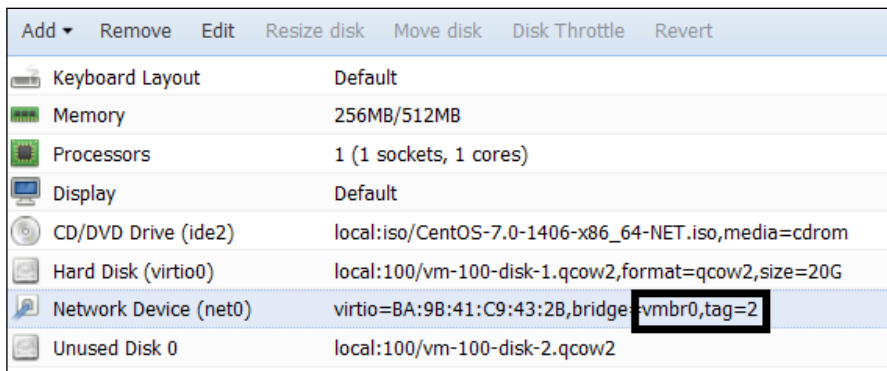 Add Remove Edit Resize disk Move disk Disk Throttle Revert
Keyboard Layout Default
Memory 256MB/512MB
Processors 1 (1 sockets, 1 cores)
Display Default
CD/DVD Drive (ide2) local:iso/CentOS-7.0-1406-x86_64-NET.iso,media=cdrom
Hard Disk (virtio0) local:100/vm-100-disk-1.qcow2,format=qcow2,size=20G
Network Device (net0) virtio=BA:9B:41:C9:43:2B,bridge=vmbr0,tag=2
Unused Disk 0 local:100/vm-100-disk-2.qcow2